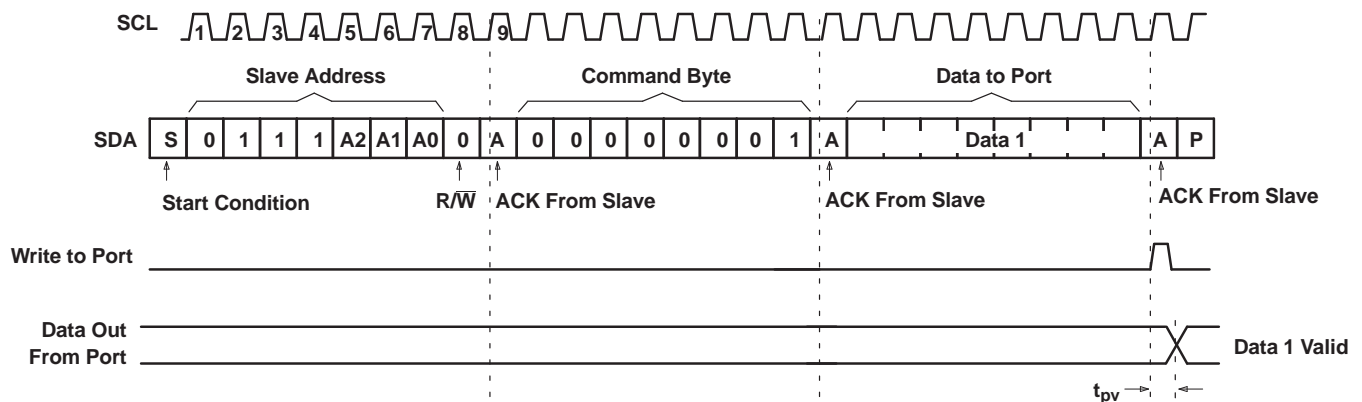 SCL 1 2 3 4 5 6 7 8 9
Slave Address Command Byte Data to Port
SDA S 0 1 1 1 A2 A1 A0 0 A 0 0 0 0 0 0 0 1 A Data 1 A P
Start Condition R/W̅ ACK From Slave ACK From Slave ACK From Slave
Write to Port
Data Out
From Port
Data 1 Valid
tpv